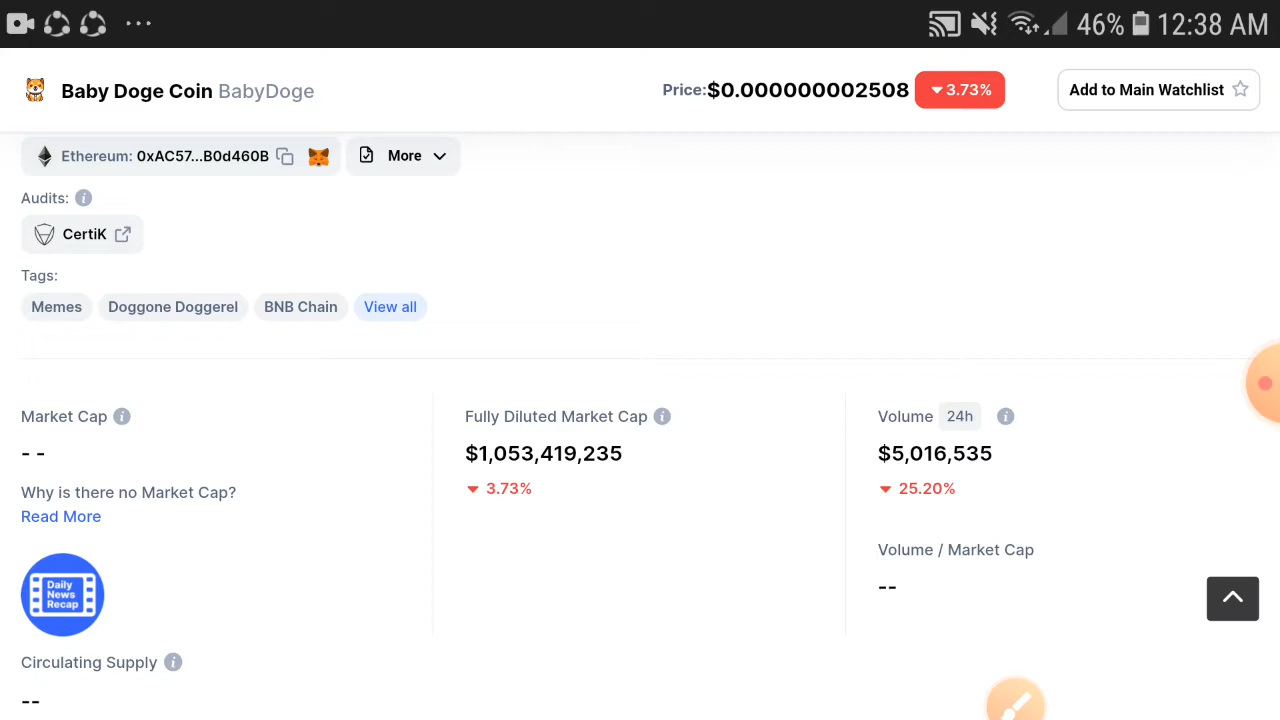 46% 12:38 AM
Baby Doge Coin BabyDoge
Price:$0.000000002508 3.73%
Add to Main Watchlist
Ethereum: 0xAC57...B0d460B
More
Audits:
CertiK
Tags:
Memes Doggone Doggerel BNB Chain View all
Market Cap
- -
Why is there no Market Cap?
Read More
Daily
News
Recap
Circulating Supply
--
Fully Diluted Market Cap
$1,053,419,235
3.73%
Volume 24h
$5,016,535
25.20%
Volume / Market Cap
--